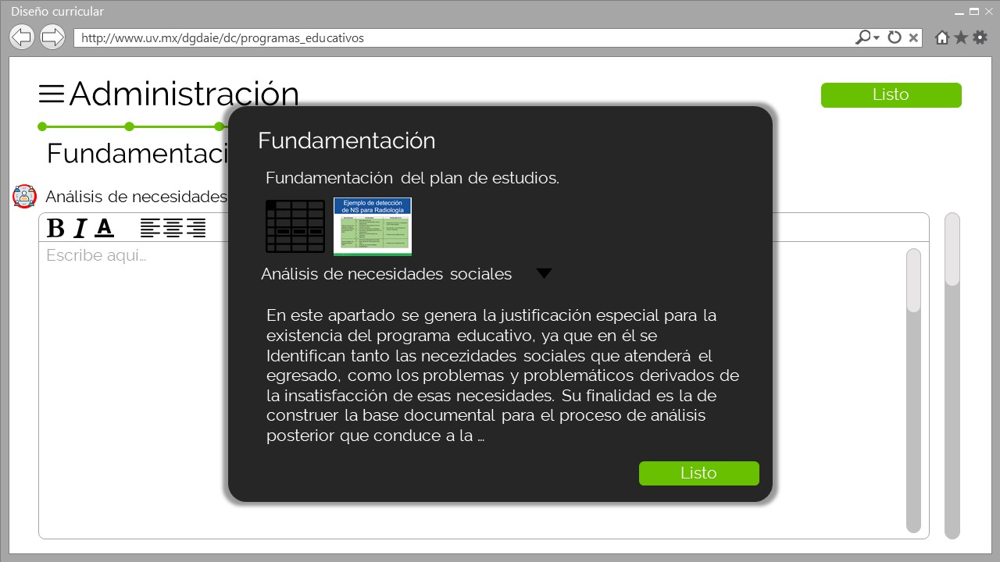 Diseño curricular
http://www.uv.mx/dgdaie/dc/programas_educativos
Administración
Listo
Fundamentaci
Análisis de necesidades
B I A
Escribe aquí...
Fundamentación
Fundamentación del plan de estudios.
Ejemplo de detección
de NS para Radiología
Análisis de necesidades sociales
En este apartado se genera la justificación especial para la
existencia del programa educativo, ya que en él se
Identifican tanto las necezidades sociales que atenderá el
egresado, como los problemas y problemáticos derivados de
la insatisfacción de esas necesidades. Su finalidad es la de
construer la base documental para el proceso de análisis
posterior que conduce a la ...
Listo